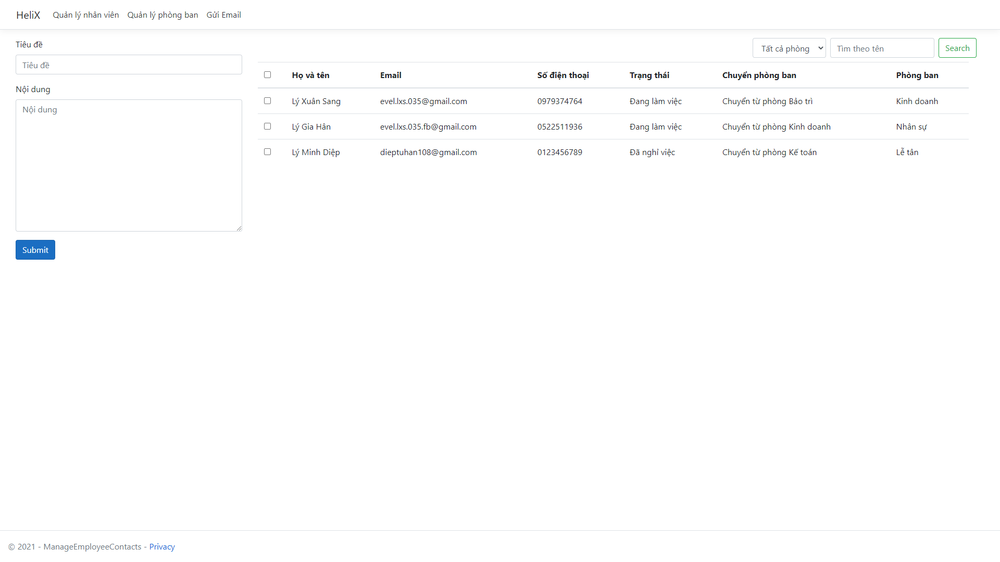 HeliX Quản lý nhân viên Quản lý phòng ban Gửi Email
Tiêu đề
Tiêu đề
Nội dung
Nội dung
Submit
Tất cả phòng Tìm theo tên Search
Họ và tên Email Số điện thoại Trạng thái Chuyển phòng ban Phòng ban
Lý Xuân Sang evel.lxs.035@gmail.com 0979374764 Đang làm việc Chuyển từ phòng Bảo trì Kinh doanh
Lý Gia Hân evel.lxs.035.fb@gmail.com 0522511936 Đang làm việc Chuyển từ phòng Kinh doanh Nhân sự
Lý Minh Diệp dieptuhan108@gmail.com 0123456789 Đã nghỉ việc Chuyển từ phòng Kế toán Lễ tân
© 2021 - ManageEmployeeContacts - Privacy